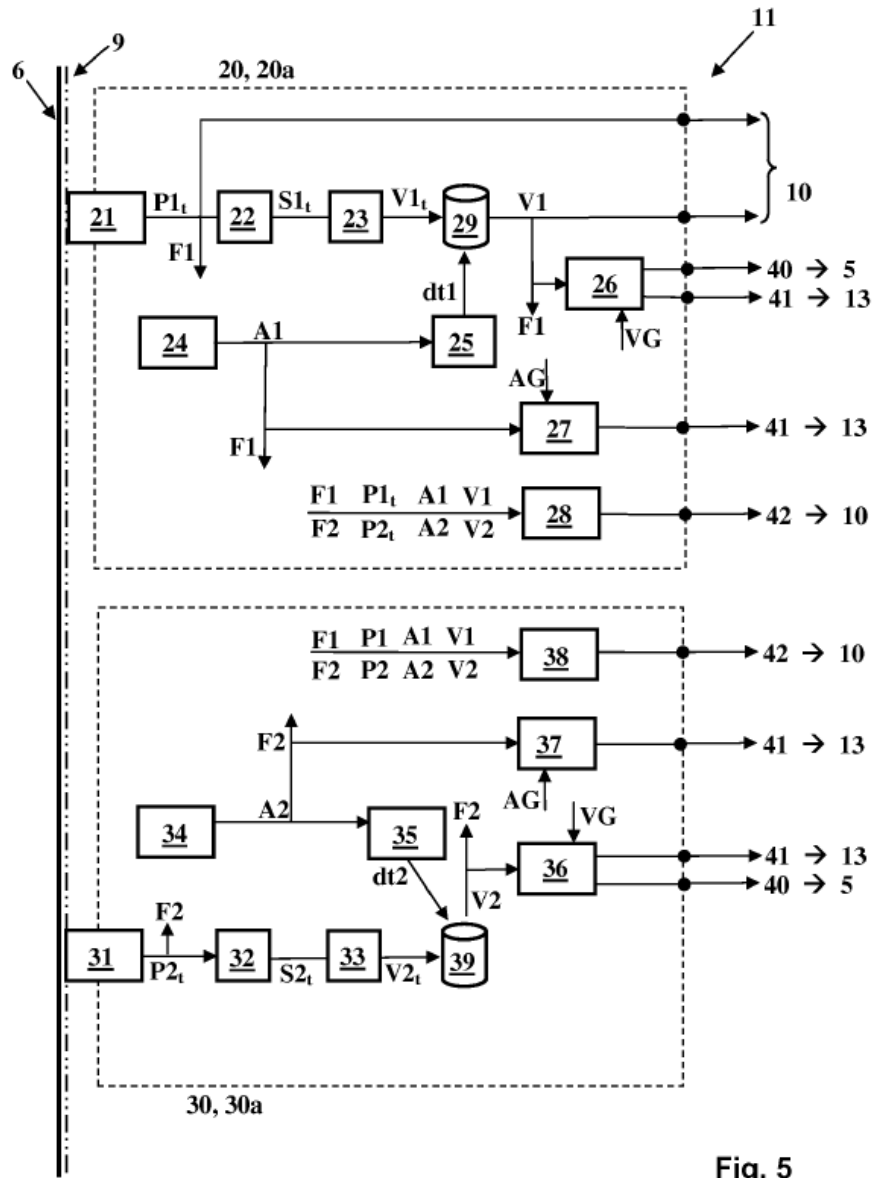 11
9
6
20, 20a
10
21
P1t
22
S1t
23
V1t
29
V1
F1
40 → 5
26
41 → 13
dt1
F1
VG
24
A1
25
AG
27
41 → 13
F1
F1 P1t A1 V1
28
42 → 10
F2 P2t A2 V2
F1 P1 A1 V1
38
42 → 10
F2 P2 A2 V2
F2
37
41 → 13
AG
A2
F2
VG
34
35
36
41 → 13
dt2
V2
40 → 5
F2
31
P2t
32
S2t
33
V2t
39
30, 30a
Fig. 5